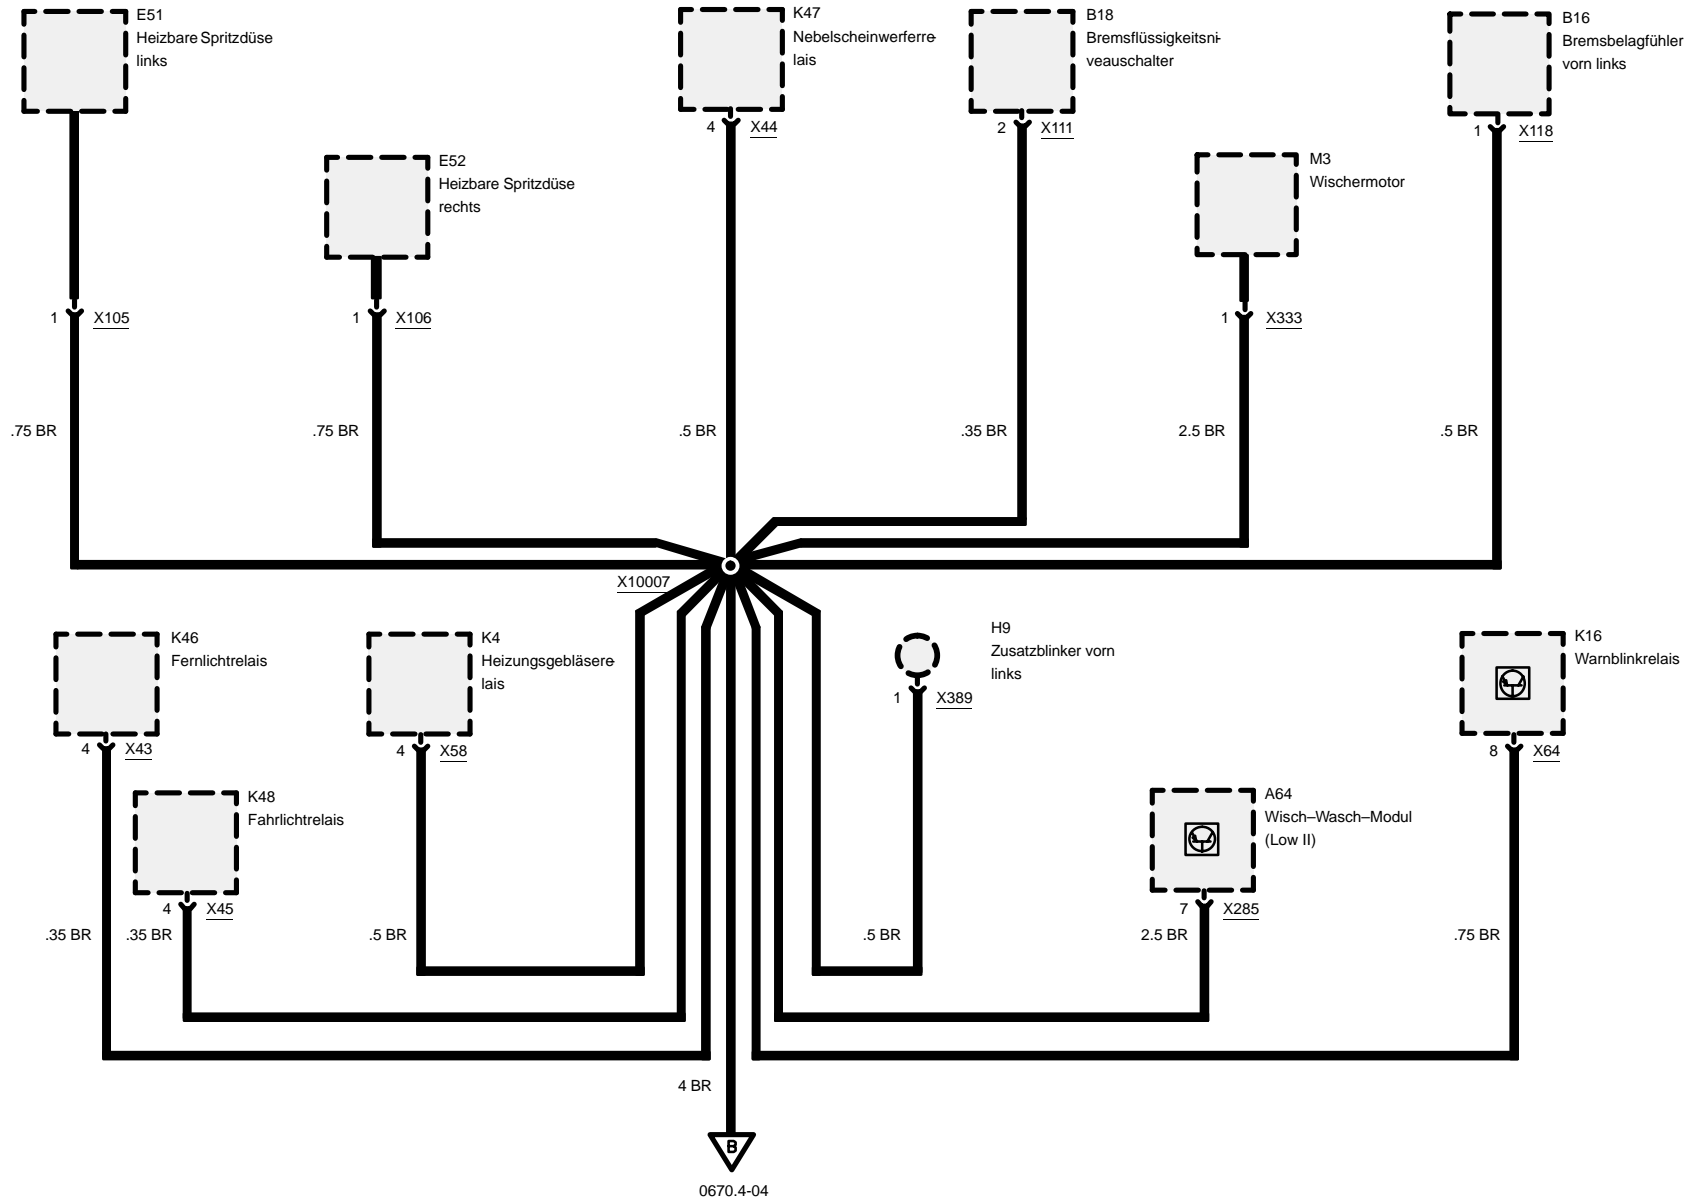 E51
Heizbare Spritzdüse
links
K47
Nebelscheinwerferre-
lais
B18
Bremsflüssigkeitsni-
veauschalter
B16
Bremsbelagfühler
vorn links
4 X44
2 X111
1 X118
E52
Heizbare Spritzdüse
rechts
M3
Wischermotor
1 X105
1 X106
1 X333
.75 BR
.75 BR
.5 BR
.35 BR
2.5 BR
.5 BR
X10007
K46
Fernlichtrelais
K4
Heizungsgebläsere-
lais
H9
Zusatzblinker vorn
links
K16
Warnblinkrelais
1 X389
4 X43
4 X58
8 X64
K48
Fahrlichtrelais
A64
Wisch–Wasch–Modul
(Low II)
4 X45
7 X285
.35 BR
.35 BR
.5 BR
.5 BR
2.5 BR
.75 BR
4 BR
B
0670.4-04